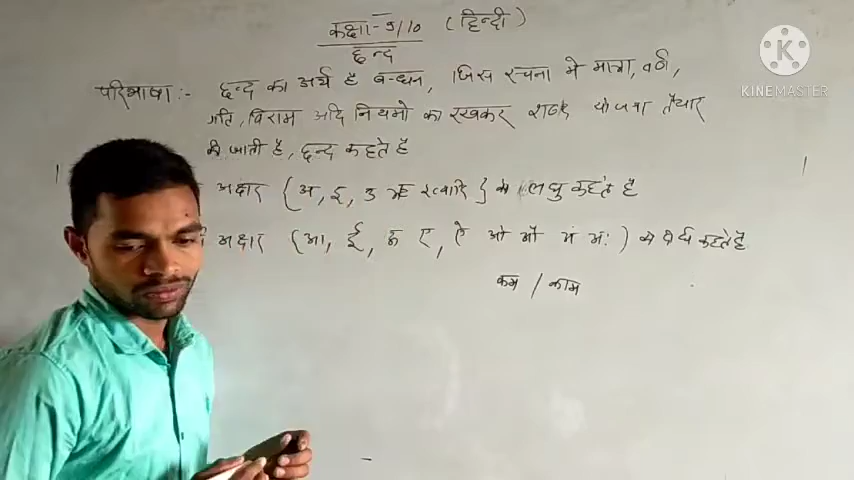 कक्षा-9/10 (हिन्दी)
छन्द
परिभाषा:- छन्द का अर्थ है बन्धन, जिस रचना मे मात्रा, वर्ण,
गति, विराम आदि नियमो का रखकर शब्द योजना तैयार
की जाती है, छन्द कहते है
अक्षर {अ, इ, उ ऋ इत्यादि} को लघु कहते है
अक्षर {आ, ई, ऊ ए, ऐ ओ औ अं अः) को दीर्घ कहते है
कम / काम
KINEMASTER